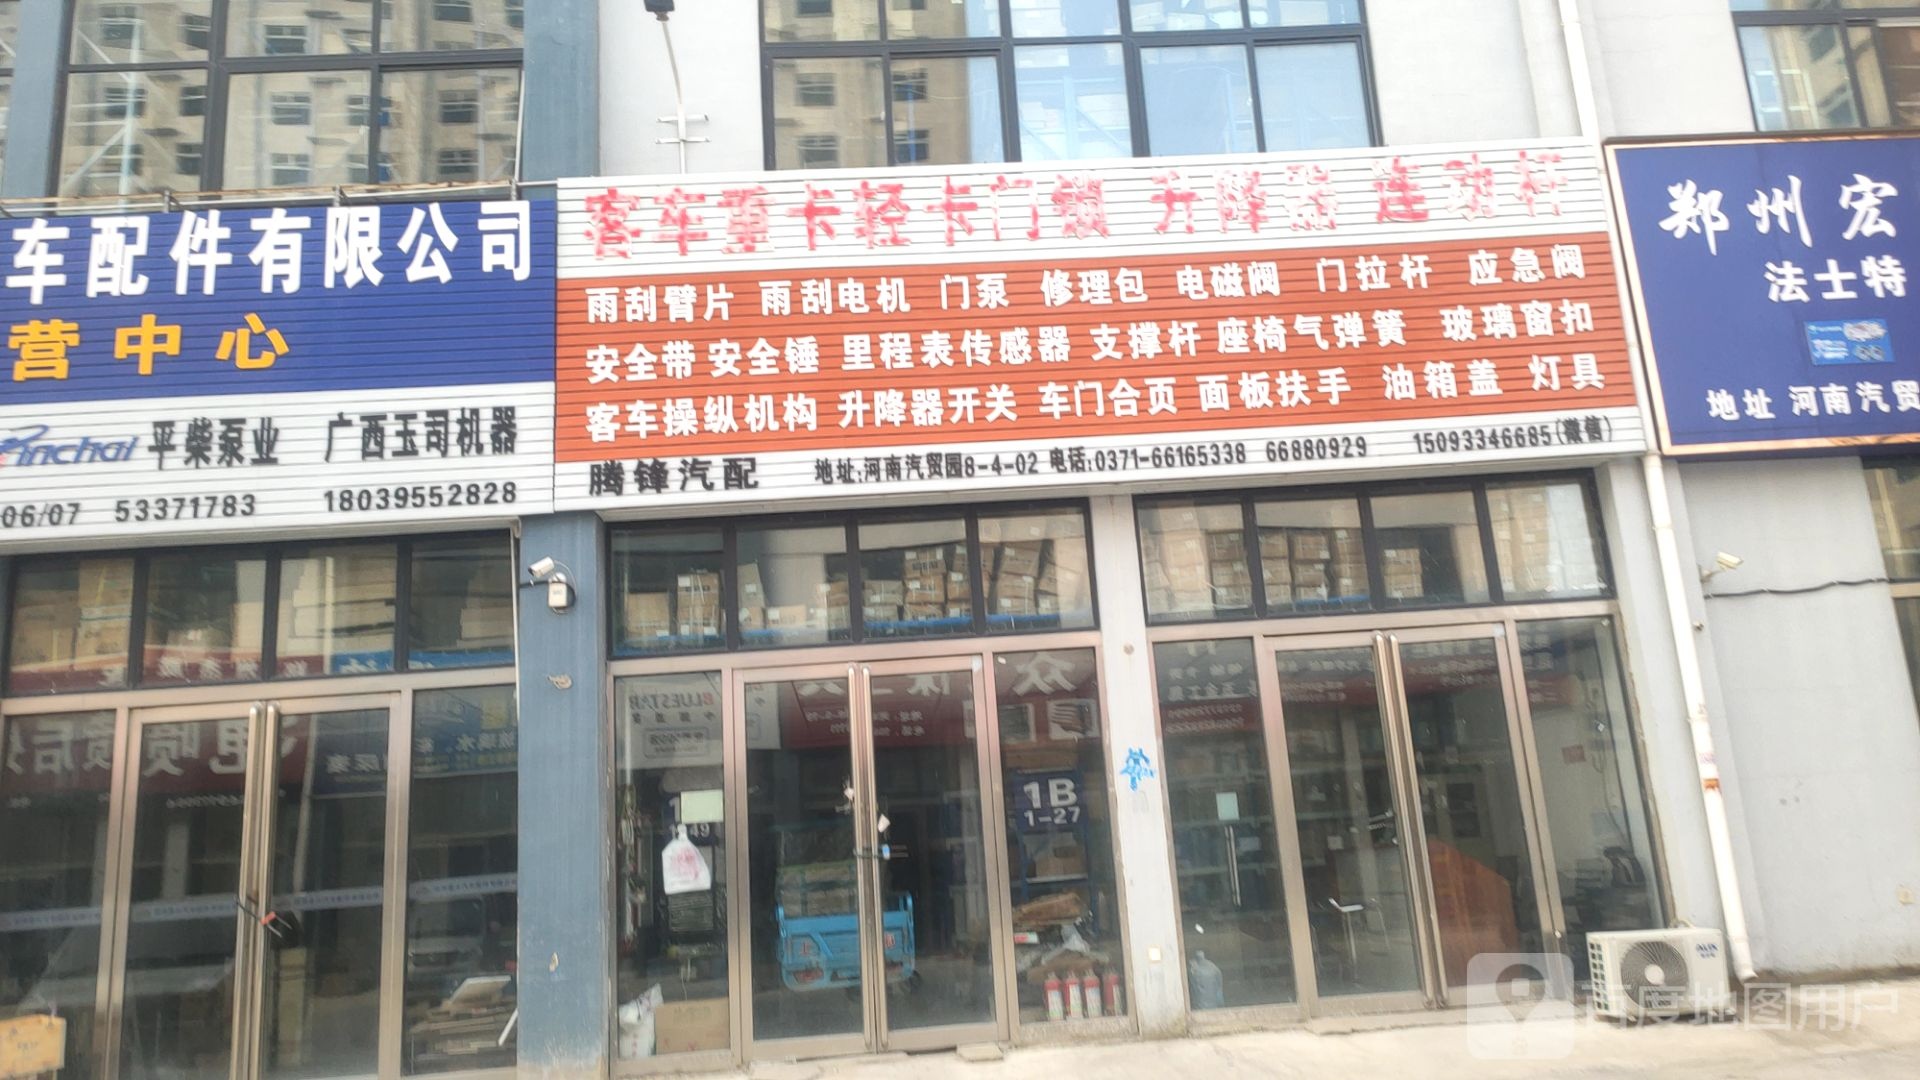 车配件有限公司
营中心
Yinchai 平柴泵业 广西玉司机器
06/07 53371783 18039552828
客车重卡轻卡门锁 升降器 连动杆
雨刮臂片 雨刮电机 门泵 修理包 电磁阀 门拉杆 应急阀
安全带 安全锤 里程表传感器 支撑杆 座椅气弹簧 玻璃窗扣
客车操纵机构 升降器开关 车门合页 面板扶手 油箱盖 灯具
腾锋汽配 地址:河南汽贸园8-4-02 电话:0371-66165338 66880929 15093346685(微信)
郑州宏
法士特
地址 河南汽贸
BLUESTAR
1B
1-27
AUX
百度地图用户